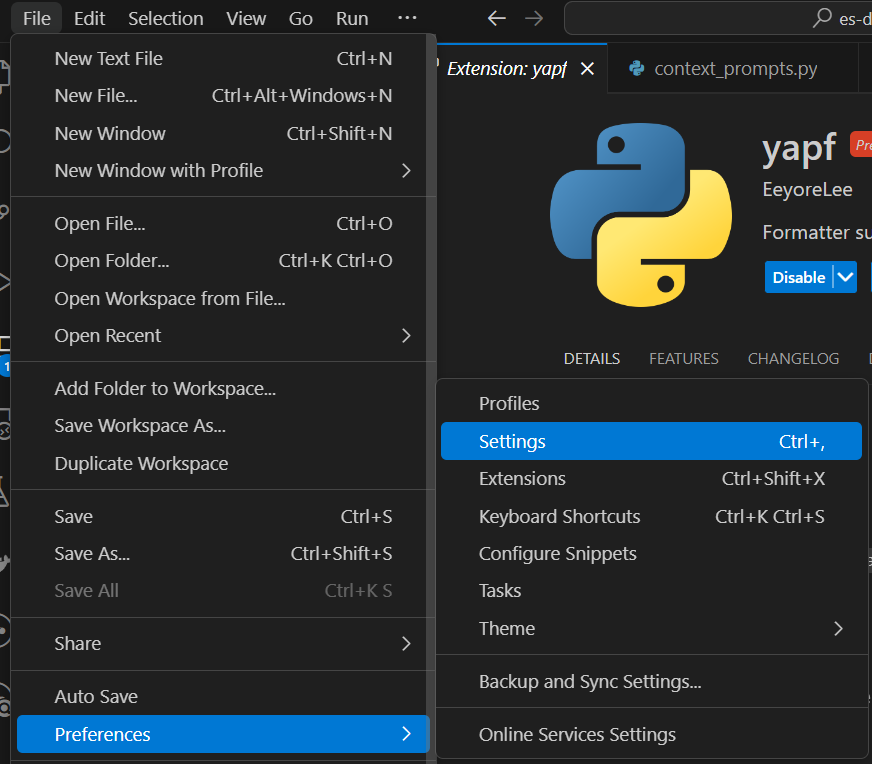 File Edit Selection View Go Run ... es-d
New Text File Ctrl+N
New File... Ctrl+Alt+Windows+N
New Window Ctrl+Shift+N
New Window with Profile
Open File... Ctrl+O
Open Folder... Ctrl+K Ctrl+O
Open Workspace from File...
Open Recent
Add Folder to Workspace...
Save Workspace As...
Duplicate Workspace
Save Ctrl+S
Save As... Ctrl+Shift+S
Save All Ctrl+K S
Share
Auto Save
Preferences
Extension: yapf
context_prompts.py
yapf Pre
EeyoreLee
Formatter su
Disable
DETAILS FEATURES CHANGELOG
Profiles
Settings Ctrl+,
Extensions Ctrl+Shift+X
Keyboard Shortcuts Ctrl+K Ctrl+S
Configure Snippets
Tasks
Theme
Backup and Sync Settings...
Online Services Settings
1